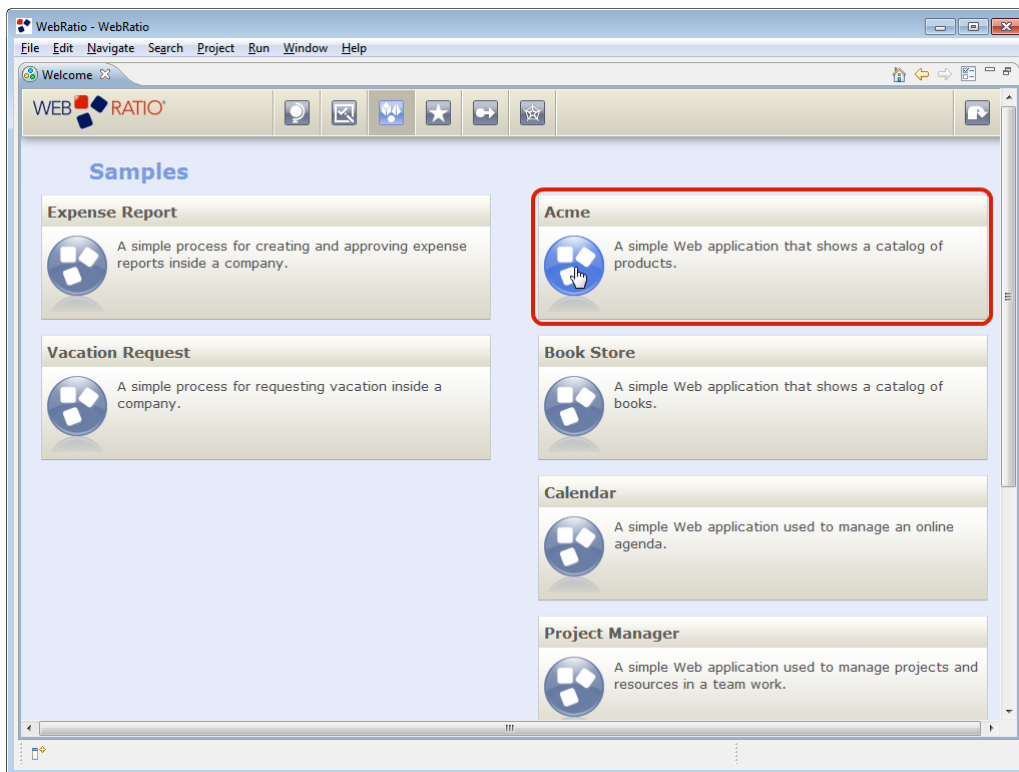 WebRatio - WebRatio
File Edit Navigate Search Project Run Window Help
Welcome
WEB RATIO®
Samples
Expense Report
A simple process for creating and approving expense
reports inside a company.
Vacation Request
A simple process for requesting vacation inside a
company.
Acme
A simple Web application that shows a catalog of
products.
Book Store
A simple Web application that shows a catalog of
books.
Calendar
A simple Web application used to manage an online
agenda.
Project Manager
A simple Web application used to manage projects and
resources in a team work.